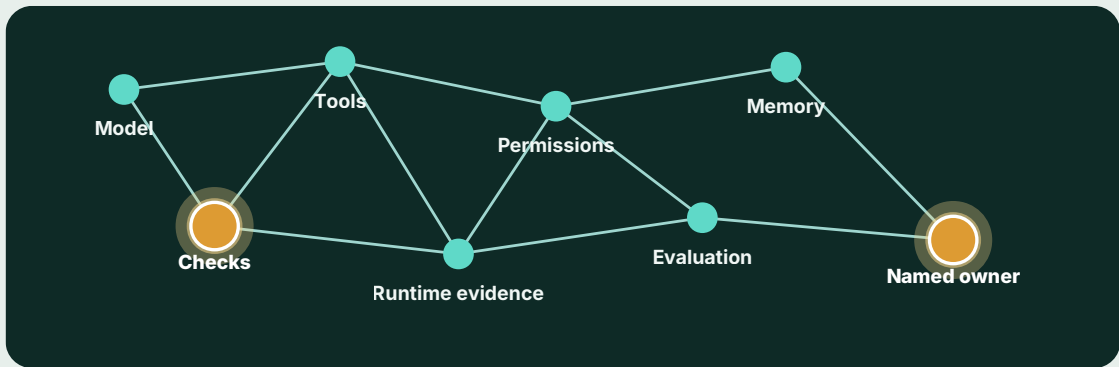 Model
Tools
Permissions
Memory
Checks
Runtime evidence
Evaluation
Named owner